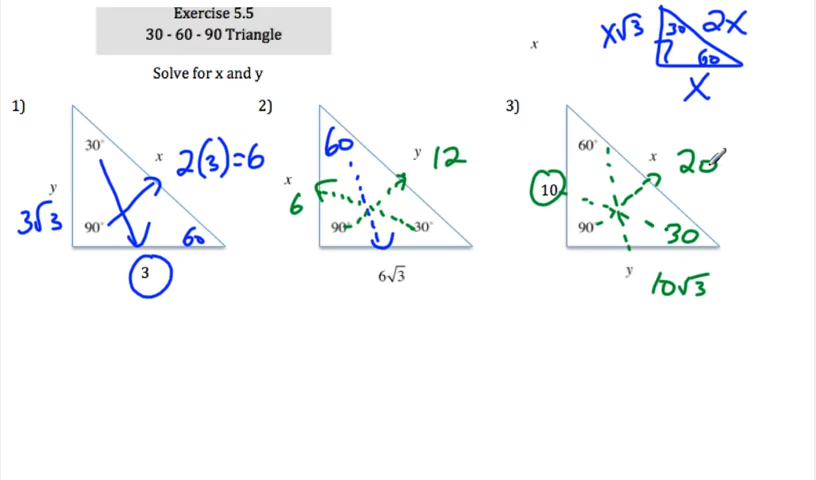 Exercise 5.5
30 - 60 - 90 Triangle
Solve for x and y
x
x√3
30
2x
60
x
1)
30°
x
2(3)=6
y
3√3
90°
60
3
2)
60
y
12
x
6
90°
30°
6√3
3)
60°
x
20
10
90°
30
y
10√3